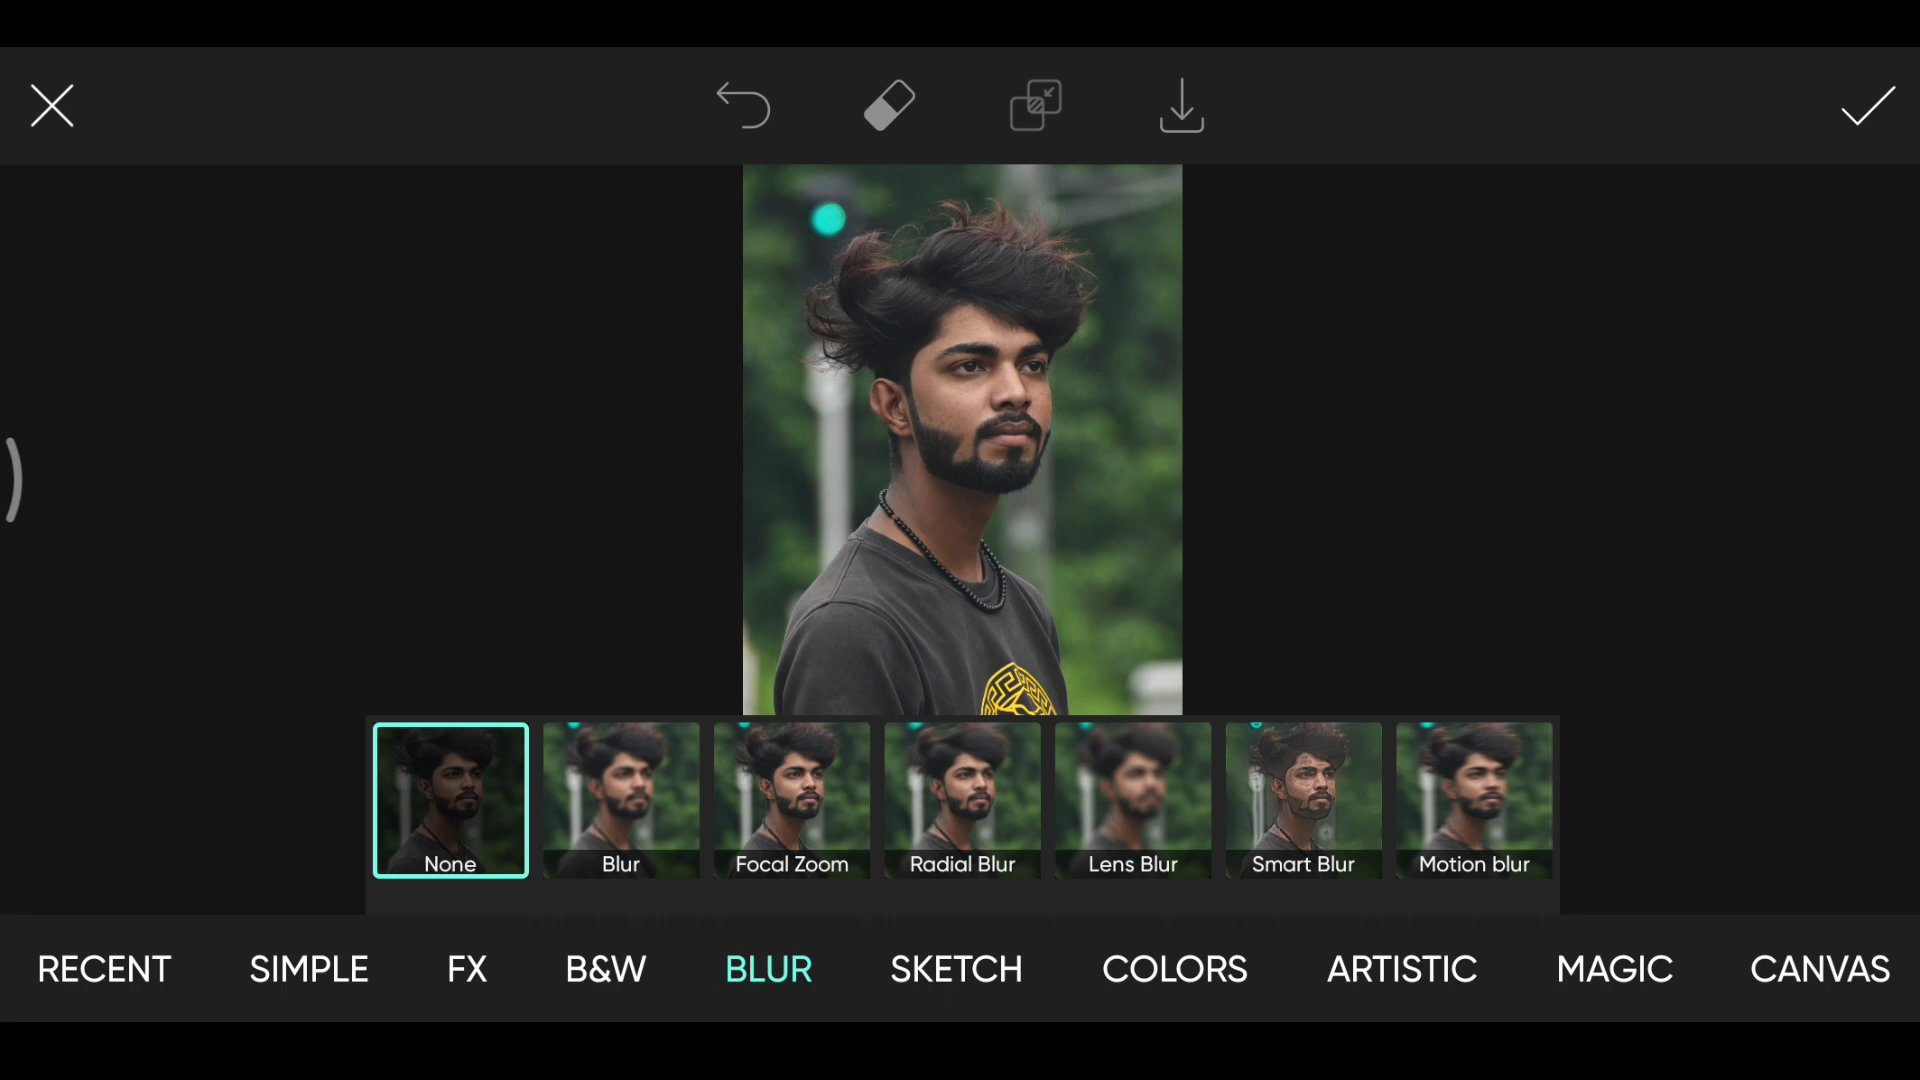 None
Blur
Focal Zoom
Radial Blur
Lens Blur
Smart Blur
Motion blur
RECENT
SIMPLE
FX
B&W
BLUR
SKETCH
COLORS
ARTISTIC
MAGIC
CANVAS